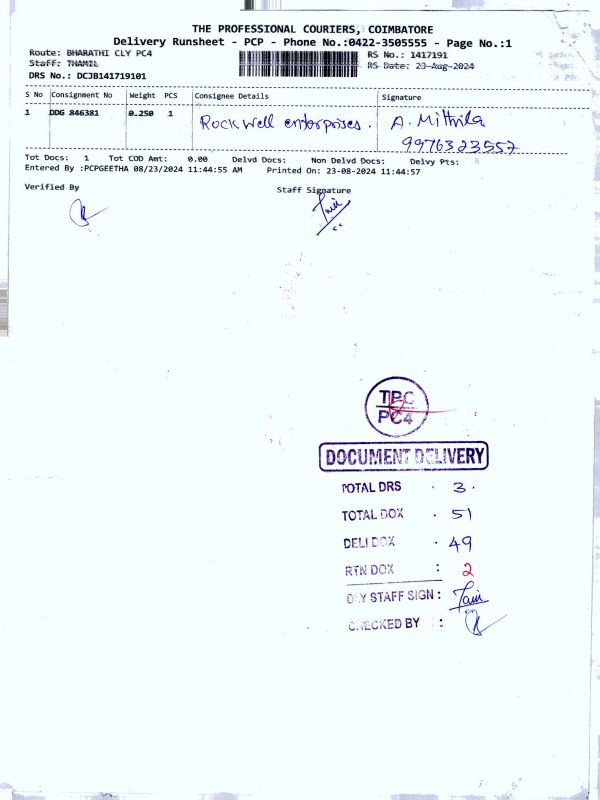 THE PROFESSIONAL COURIERS, COIMBATORE
Delivery Runsheet - PCP - Phone No.:0422-3505555 - Page No.:1
Route: BHARATHI CLY PC4 RS No.: 1417191
Staff: THAMIL RS Date: 23-Aug-2024
DRS No.: DCJB141719101
S No Consignment No Weight PCS Consignee Details Signature
1 DDG 846381 0.250 1 Rockwell enterprises. A. Mithila
9976323557
Tot Docs: 1 Tot COD Amt: 0.00 Delvd Docs: Non Delvd Docs: Delvy Pts:
Entered By :PCPGEETHA 08/23/2024 11:44:55 AM Printed On: 23-08-2024 11:44:57
Verified By Staff Signature
TPC
PC4
DOCUMENT DELIVERY
TOTAL DRS . 3.
TOTAL DOX . 51
DELI DOX . 49
RTN DOX : 2
DLY STAFF SIGN :
CHECKED BY :